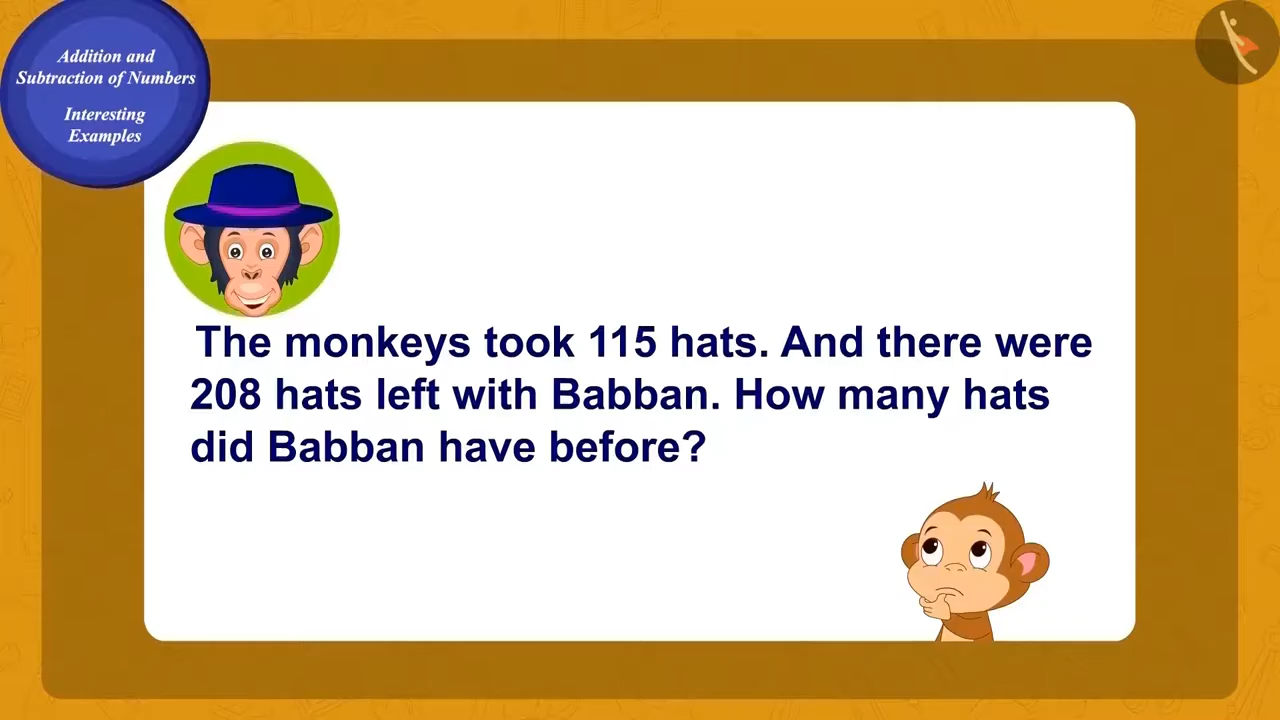 Addition and
Subtraction of Numbers
Interesting
Examples
The monkeys took 115 hats. And there were
208 hats left with Babban. How many hats
did Babban have before?